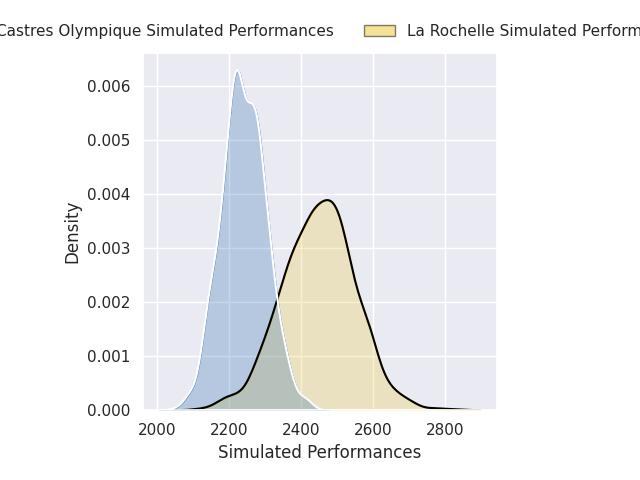 Castres Olympique Simulated Performances
La Rochelle Simulated Perform
0.006
0.005
0.004
0.003
0.002
0.001
0.000
Density
2000 2200 2400 2600 2800
Simulated Performances